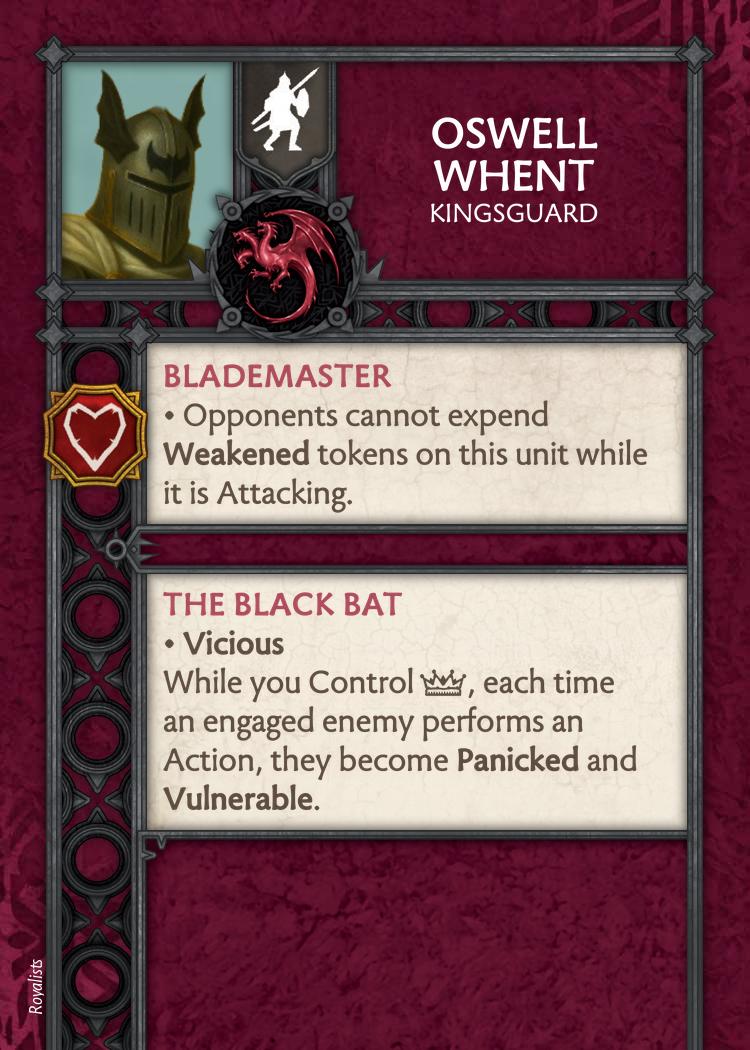 OSWELL
WHENT
KINGSGUARD
BLADEMASTER
• Opponents cannot expend
Weakened tokens on this unit while
it is Attacking.
THE BLACK BAT
• Vicious
While you Control , each time
an engaged enemy performs an
Action, they become Panicked and
Vulnerable.
Royalists